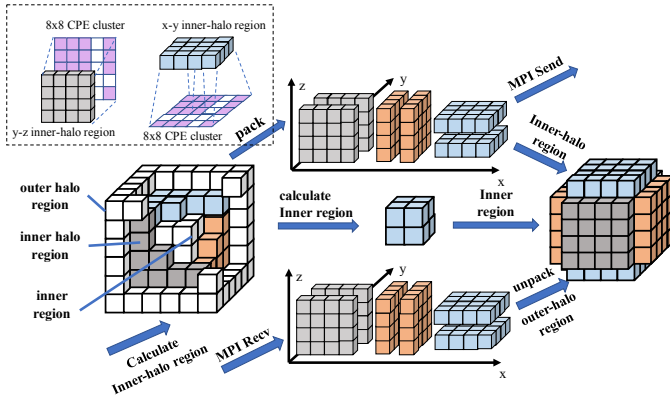 8x8 CPE cluster
x-y inner-halo region
y-z inner-halo region
8x8 CPE cluster
pack
z
y
x
MPI Send
Inner-halo
region
outer halo
region
inner halo
region
inner
region
calculate
Inner region
Inner
region
Calculate
Inner-halo region
MPI Recv
z
y
x
unpack
outer-halo
region